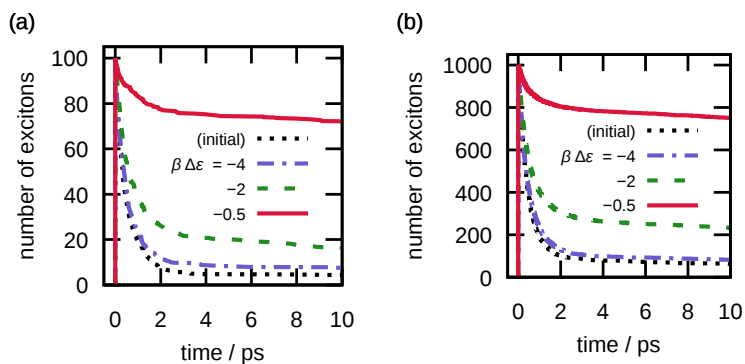 (a)
number of excitons
100
80
60
40
20
0
(initial)
β Δε = −4
−2
−0.5
0 2 4 6 8 10
time / ps
(b)
number of excitons
1000
800
600
400
200
0
(initial)
β Δε = −4
−2
−0.5
0 2 4 6 8 10
time / ps